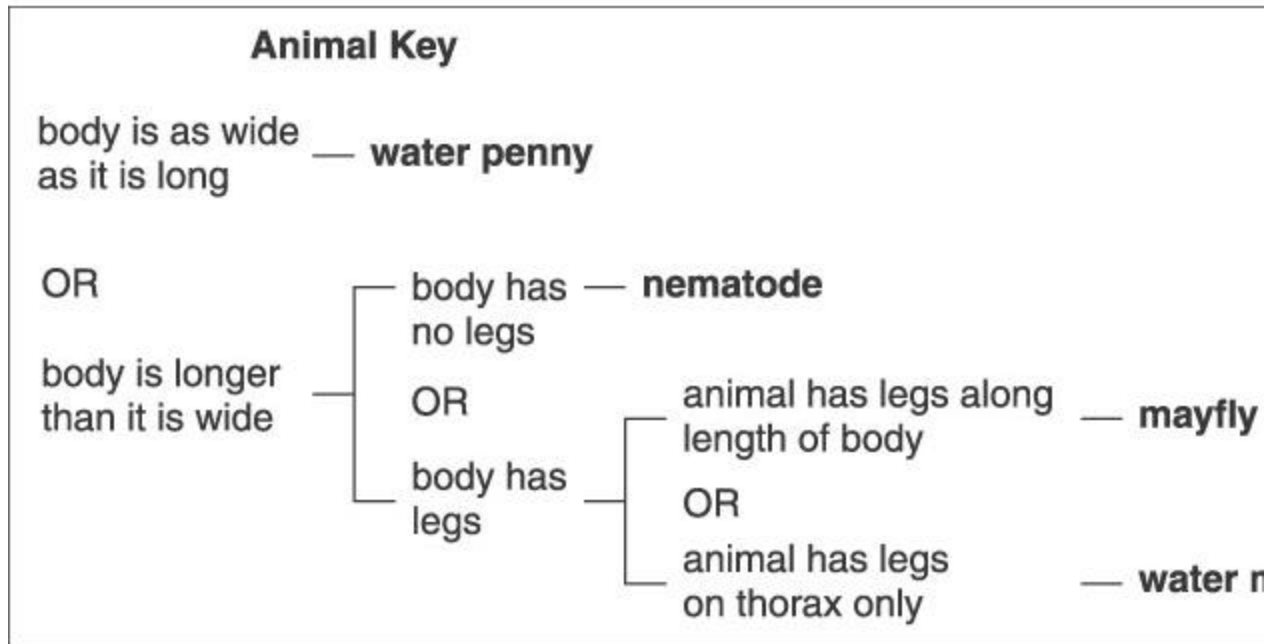 Animal Key
body is as wide
as it is long
water penny
OR
body is longer
than it is wide
body has
no legs
nematode
OR
body has
legs
animal has legs along
length of body
mayfly
OR
animal has legs
on thorax only
water